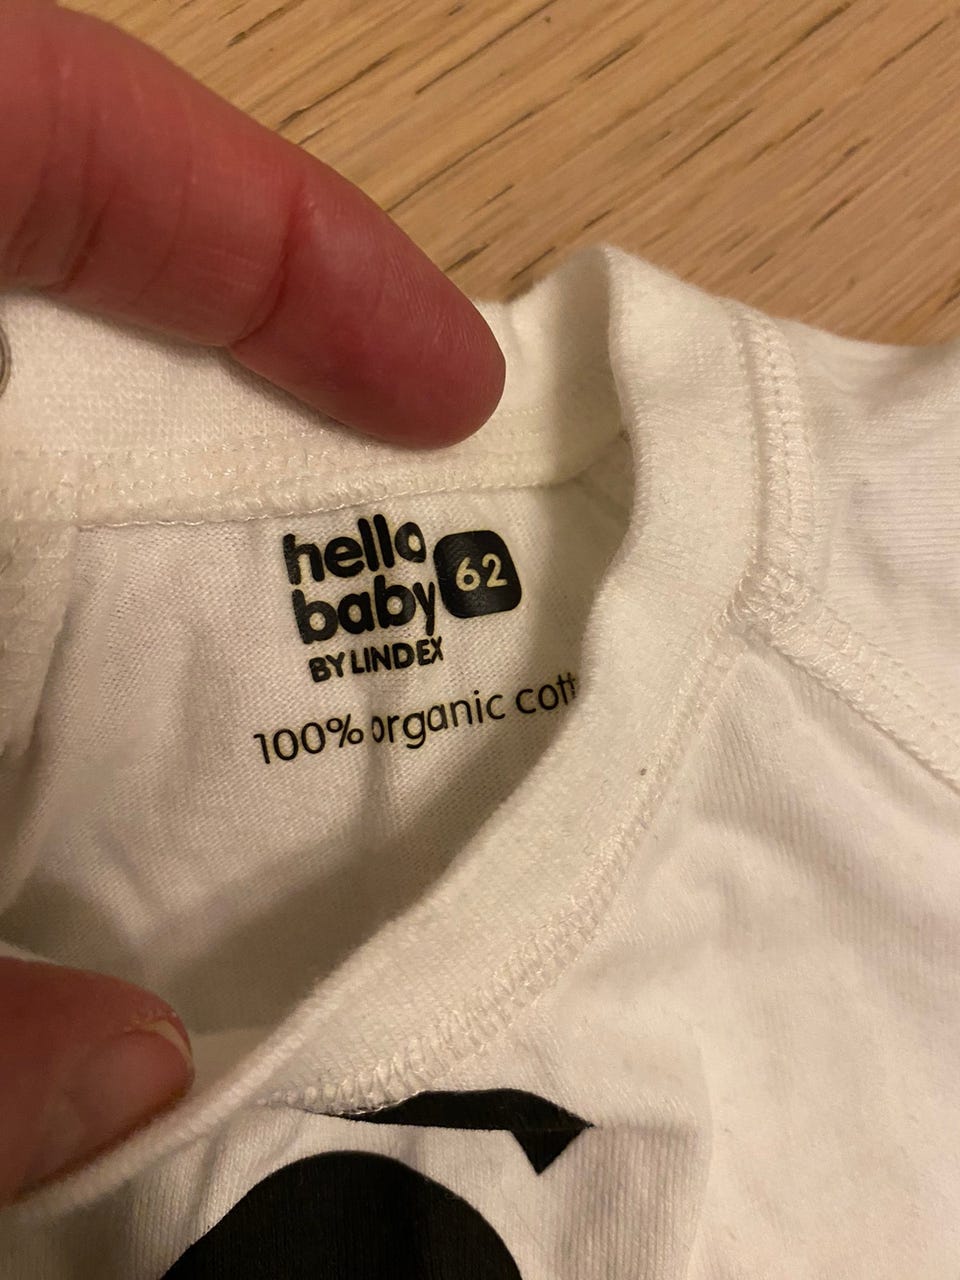 hello
baby 62
BY LINDEX
100% organic cott